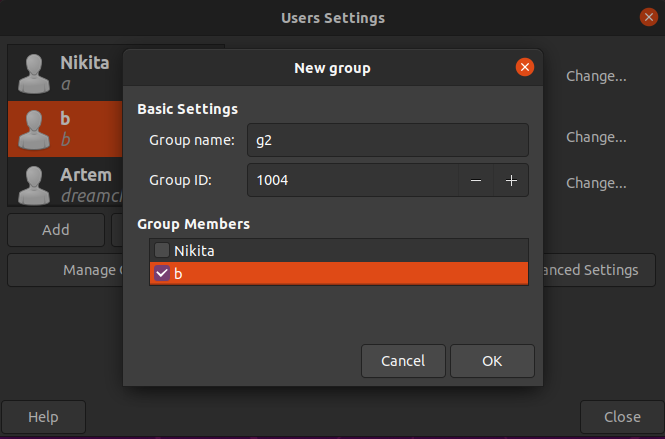 Users Settings
Nikita
a
Change...
New group
Basic Settings
Group name: g2
b
b
Change...
Group ID: 1004
Artem
dreamc
Change...
Group Members
Add
Nikita
b
Manage
anced Settings
Cancel
OK
Help
Close